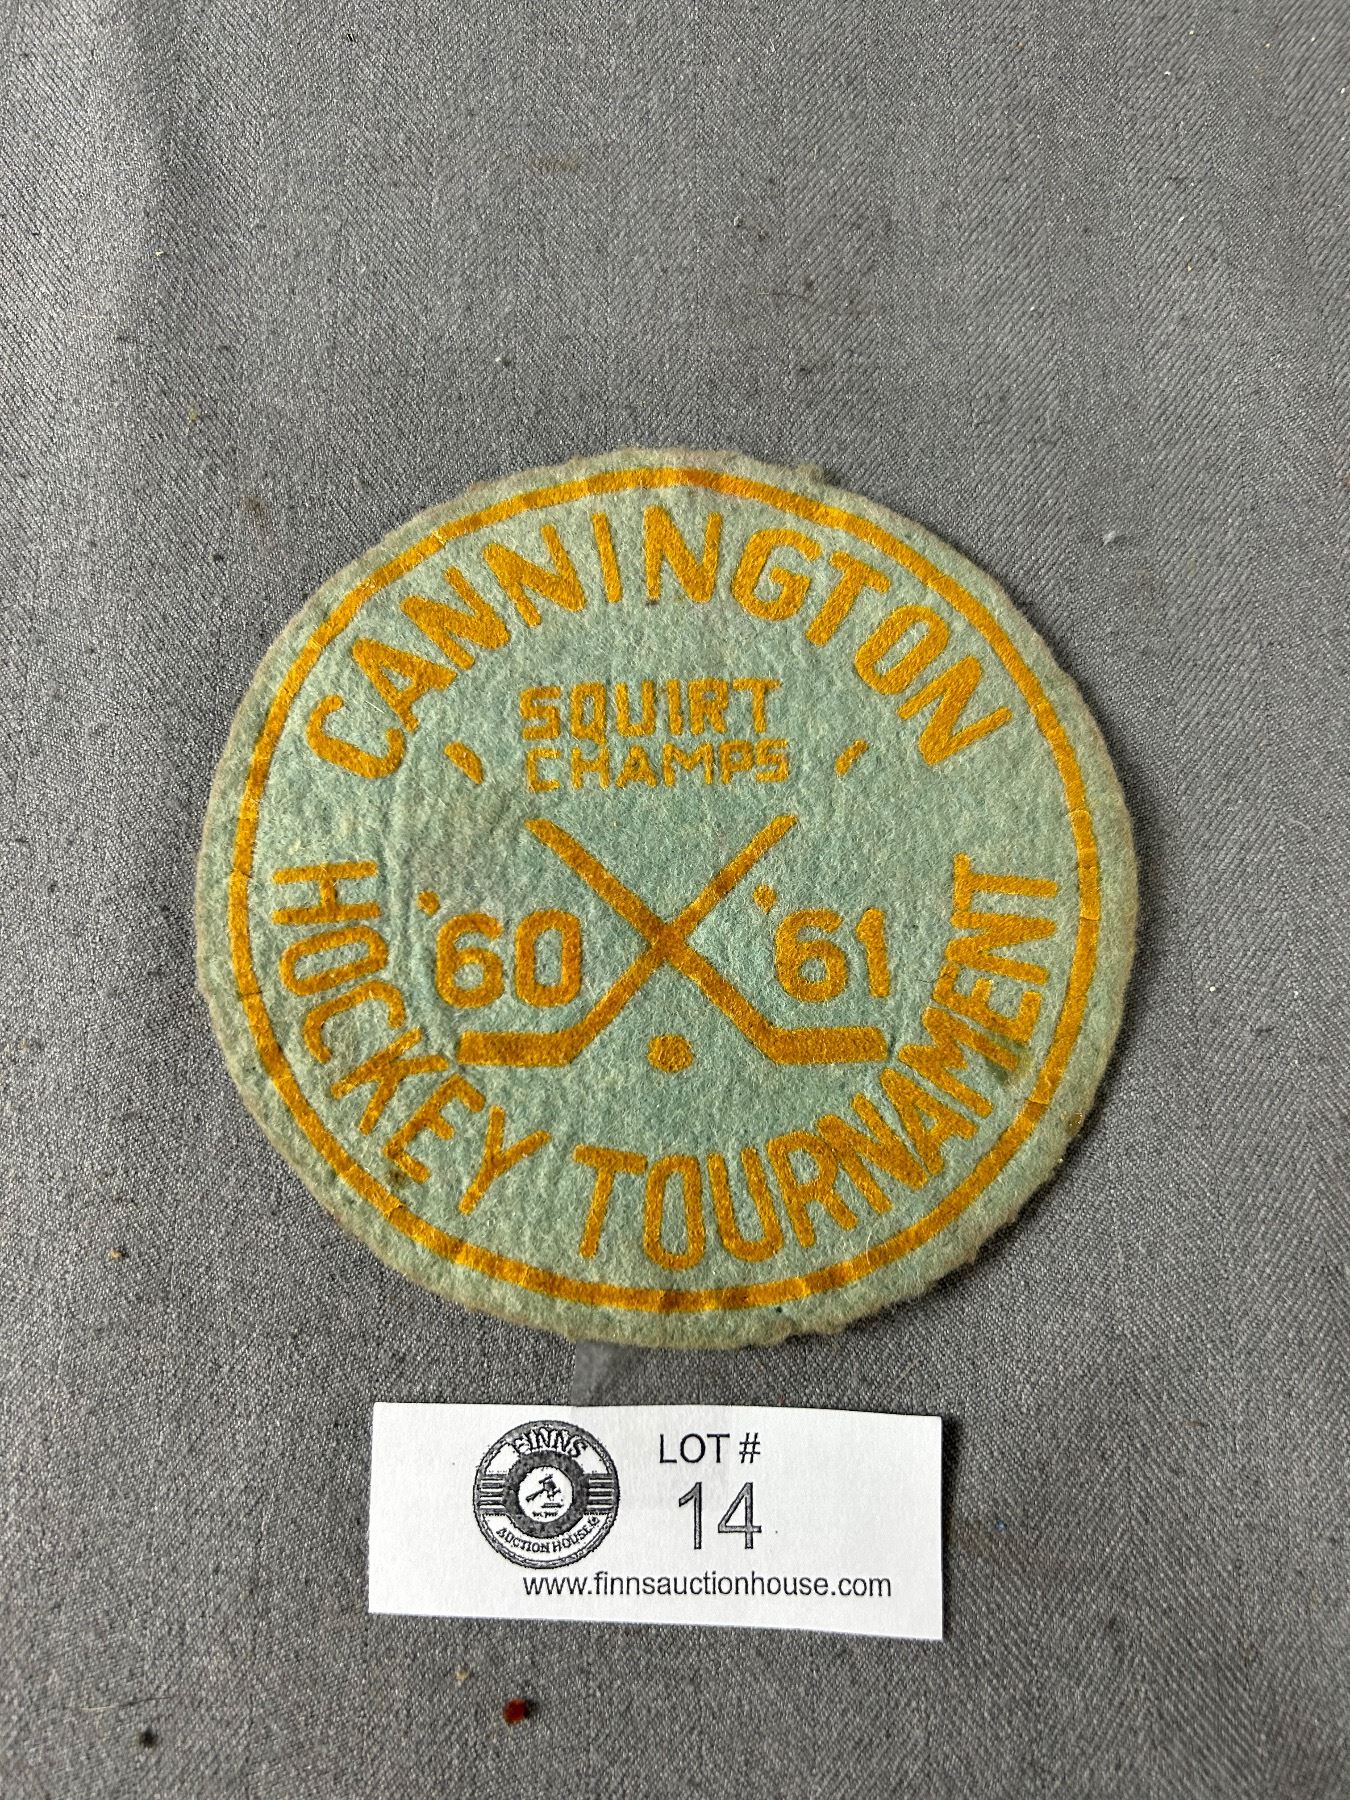 CANNINGTON
SQUIRT
CHAMPS
'60 '61
HOCKEY TOURNAMENT
FINNS
AUCTION HOUSE
LOT #
14
www.finnsauctionhouse.com